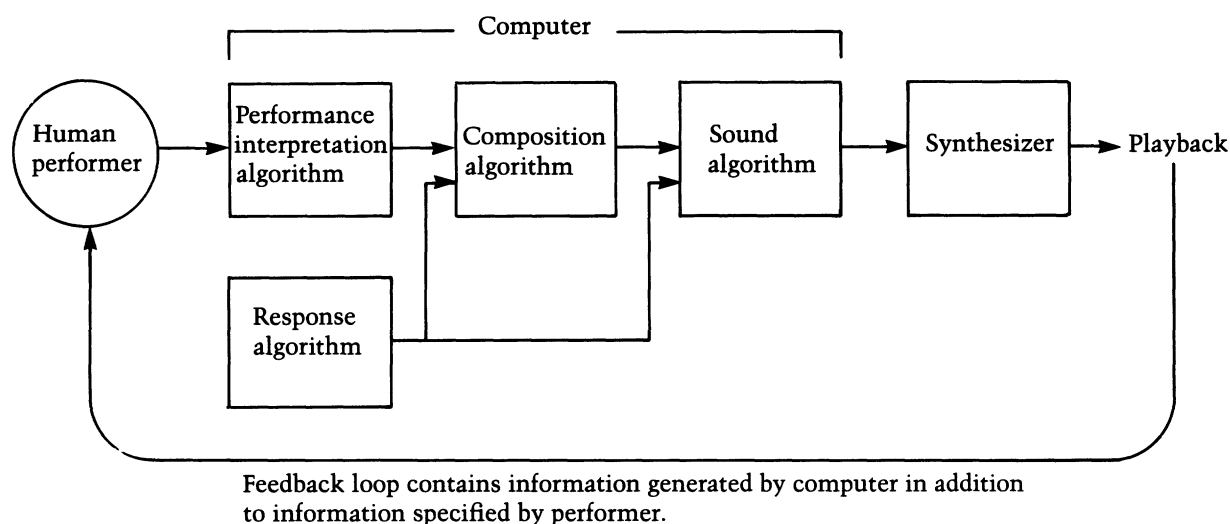 Computer
Human
performer
Performance
interpretation
algorithm
Composition
algorithm
Sound
algorithm
Synthesizer
Playback
Response
algorithm
Feedback loop contains information generated by computer in addition
to information specified by performer.